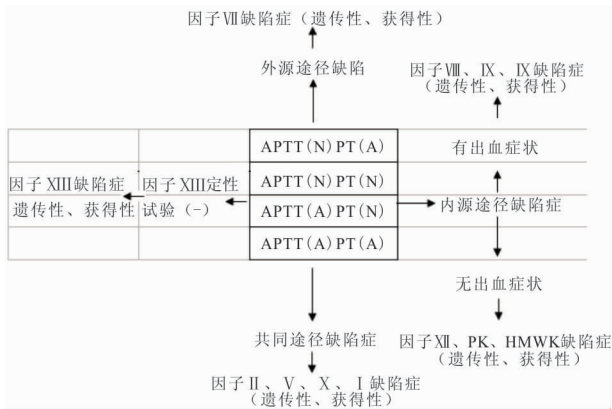 因子Ⅶ缺陷症（遗传性、获得性）
外源途径缺陷
因子Ⅷ、Ⅸ、Ⅸ缺陷症
（遗传性、获得性）
APTT(N)PT(A)
有出血症状
APTT(N)PT(N)
因子ⅩⅢ缺陷症
遗传性、获得性
因子ⅩⅢ定性
试验（-）
APTT(A)PT(N)
内源途径缺陷症
APTT(A)PT(A)
无出血症状
共同途径缺陷症
因子Ⅻ、PK、HMWK缺陷症
（遗传性、获得性）
因子Ⅱ、Ⅴ、Ⅹ、Ⅰ缺陷症
（遗传性、获得性）